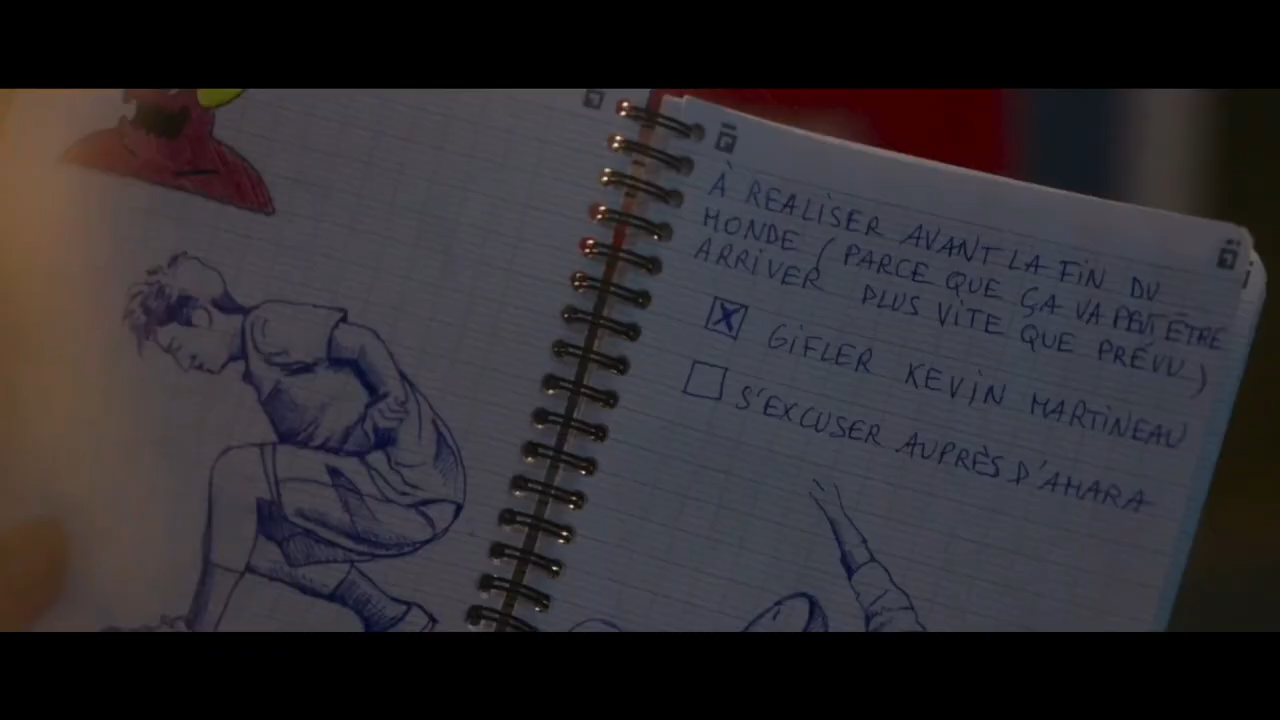 À REALiSER AVANT LA FiN DU
MONDE (PARCE QUE ÇA VA PEUT ÊTRE
ARRiVER PLUS ViTE QUE PRÉVU)
GiFLER KEViN MARTiNEAU
S'EXCUSER AUPRÈS D'AHARA